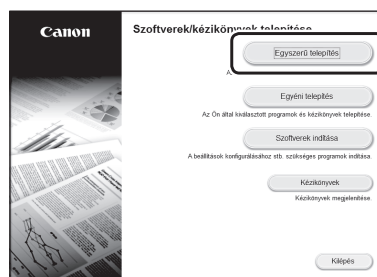 Canon
Szoftverek/kézikönyvek telepítése
Egyszerű telepítés
A
Egyéni telepítés
Az Ön által kiválasztott programok és kézikönyvek telepítése.
Szoftverek indítása
A beállítások konfigurálásához stb. szükséges programok indítása.
Kézikönyvek
Kézikönyvek megjelenítése.
Kilépés